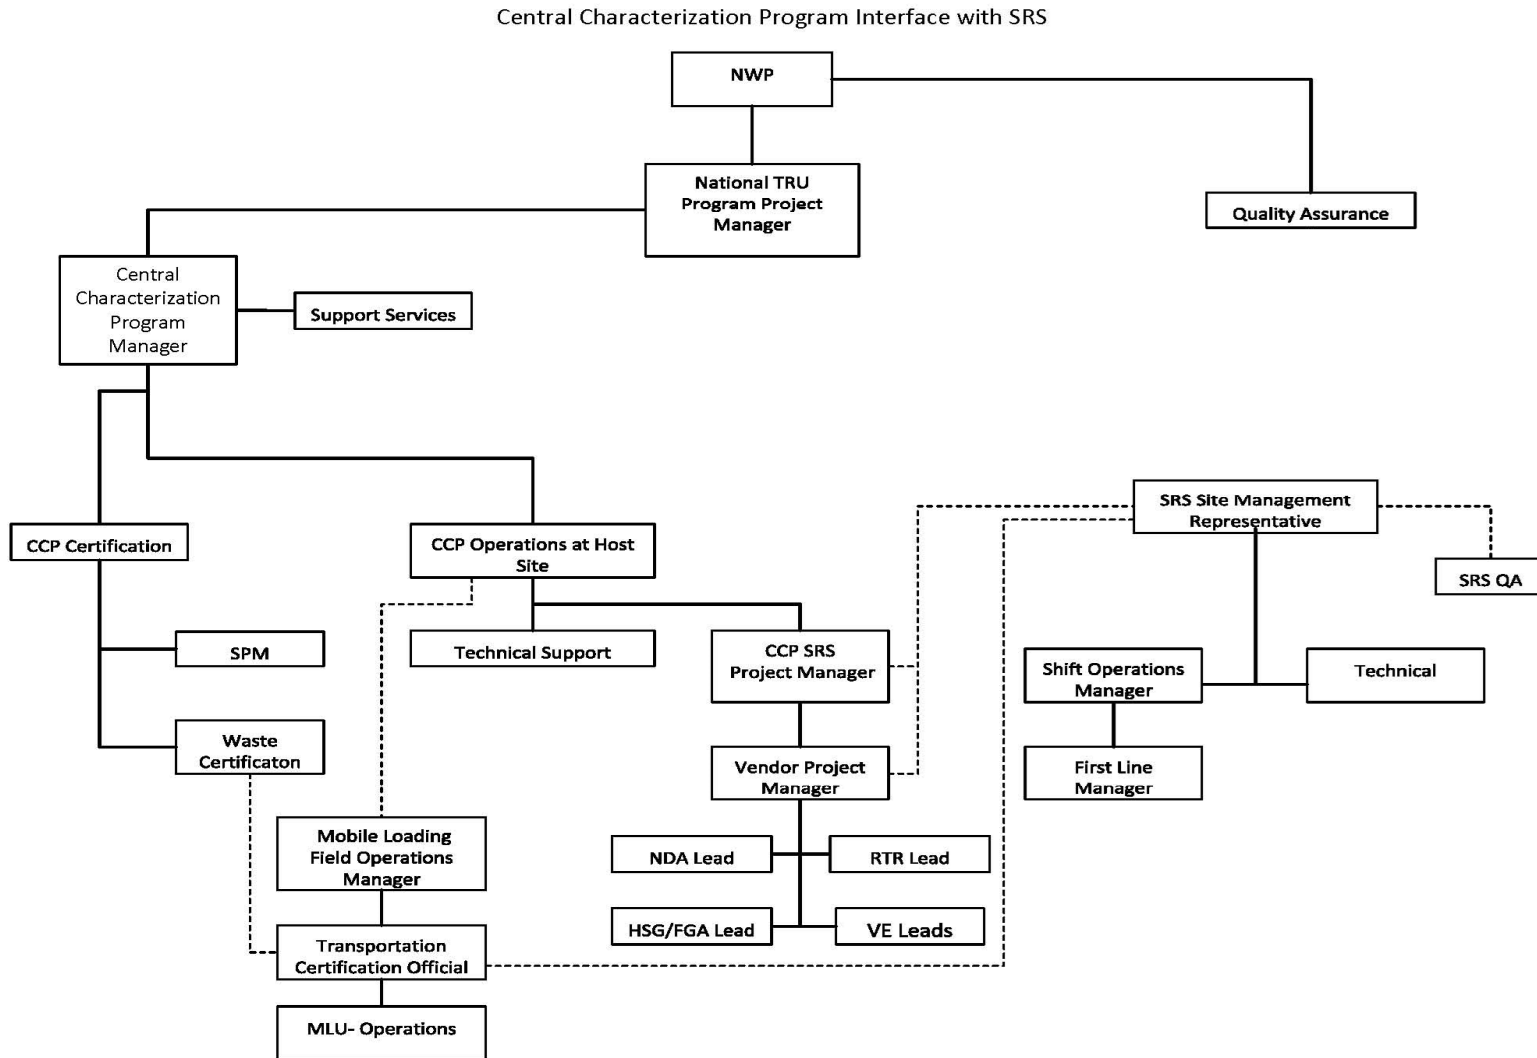 Central Characterization Program Interface with SRS
NWP
National TRU
Program Project
Manager
Quality Assurance
Central
Characterization
Program
Manager
Support Services
CCP Certification
CCP Operations at Host
Site
SRS Site Management
Representative
SRS QA
SPM
Technical Support
CCP SRS
Project Manager
Shift Operations
Manager
Technical
Waste
Certificaton
Vendor Project
Manager
First Line
Manager
Mobile Loading
Field Operations
Manager
NDA Lead
RTR Lead
HSG/FGA Lead
VE Leads
Transportation
Certification Official
MLU- Operations